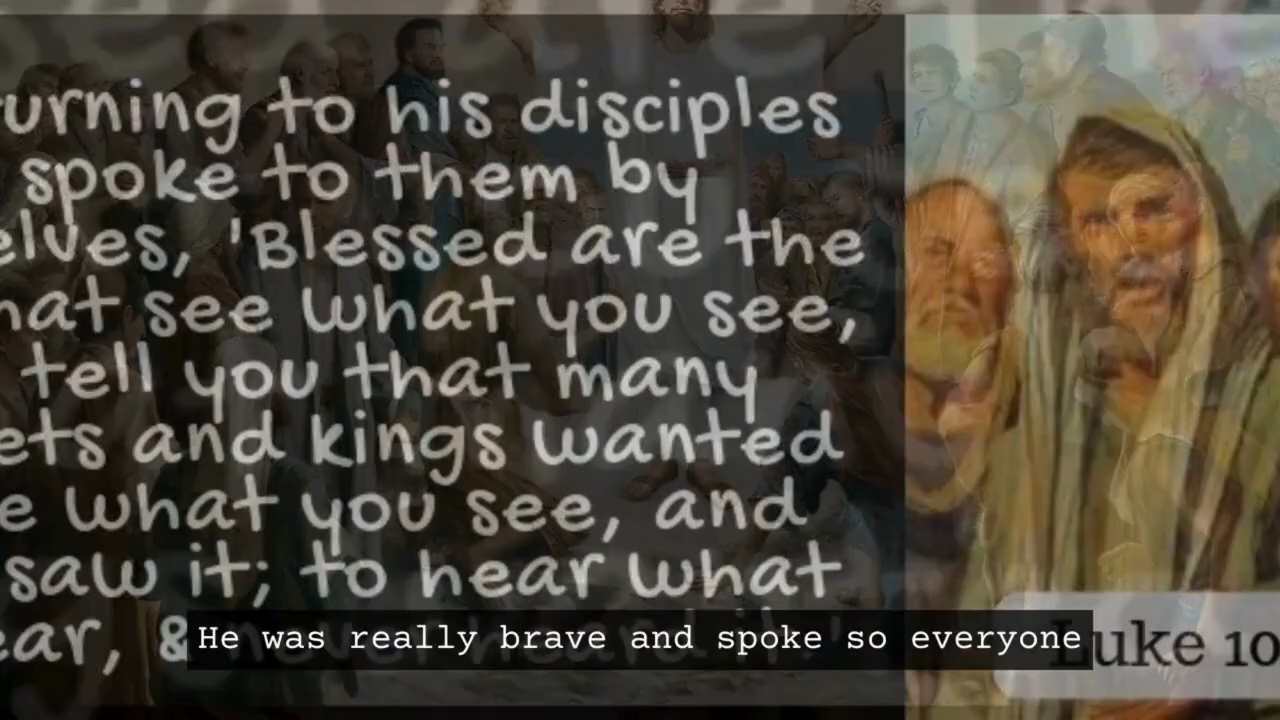 turning to his disciples
spoke to them by
elves, 'Blessed are the
hat see what you see,
tell you that many
ets and kings wanted
e what you see, and
saw it; to hear what
ear, &
He was really brave and spoke so everyone
Luke 10